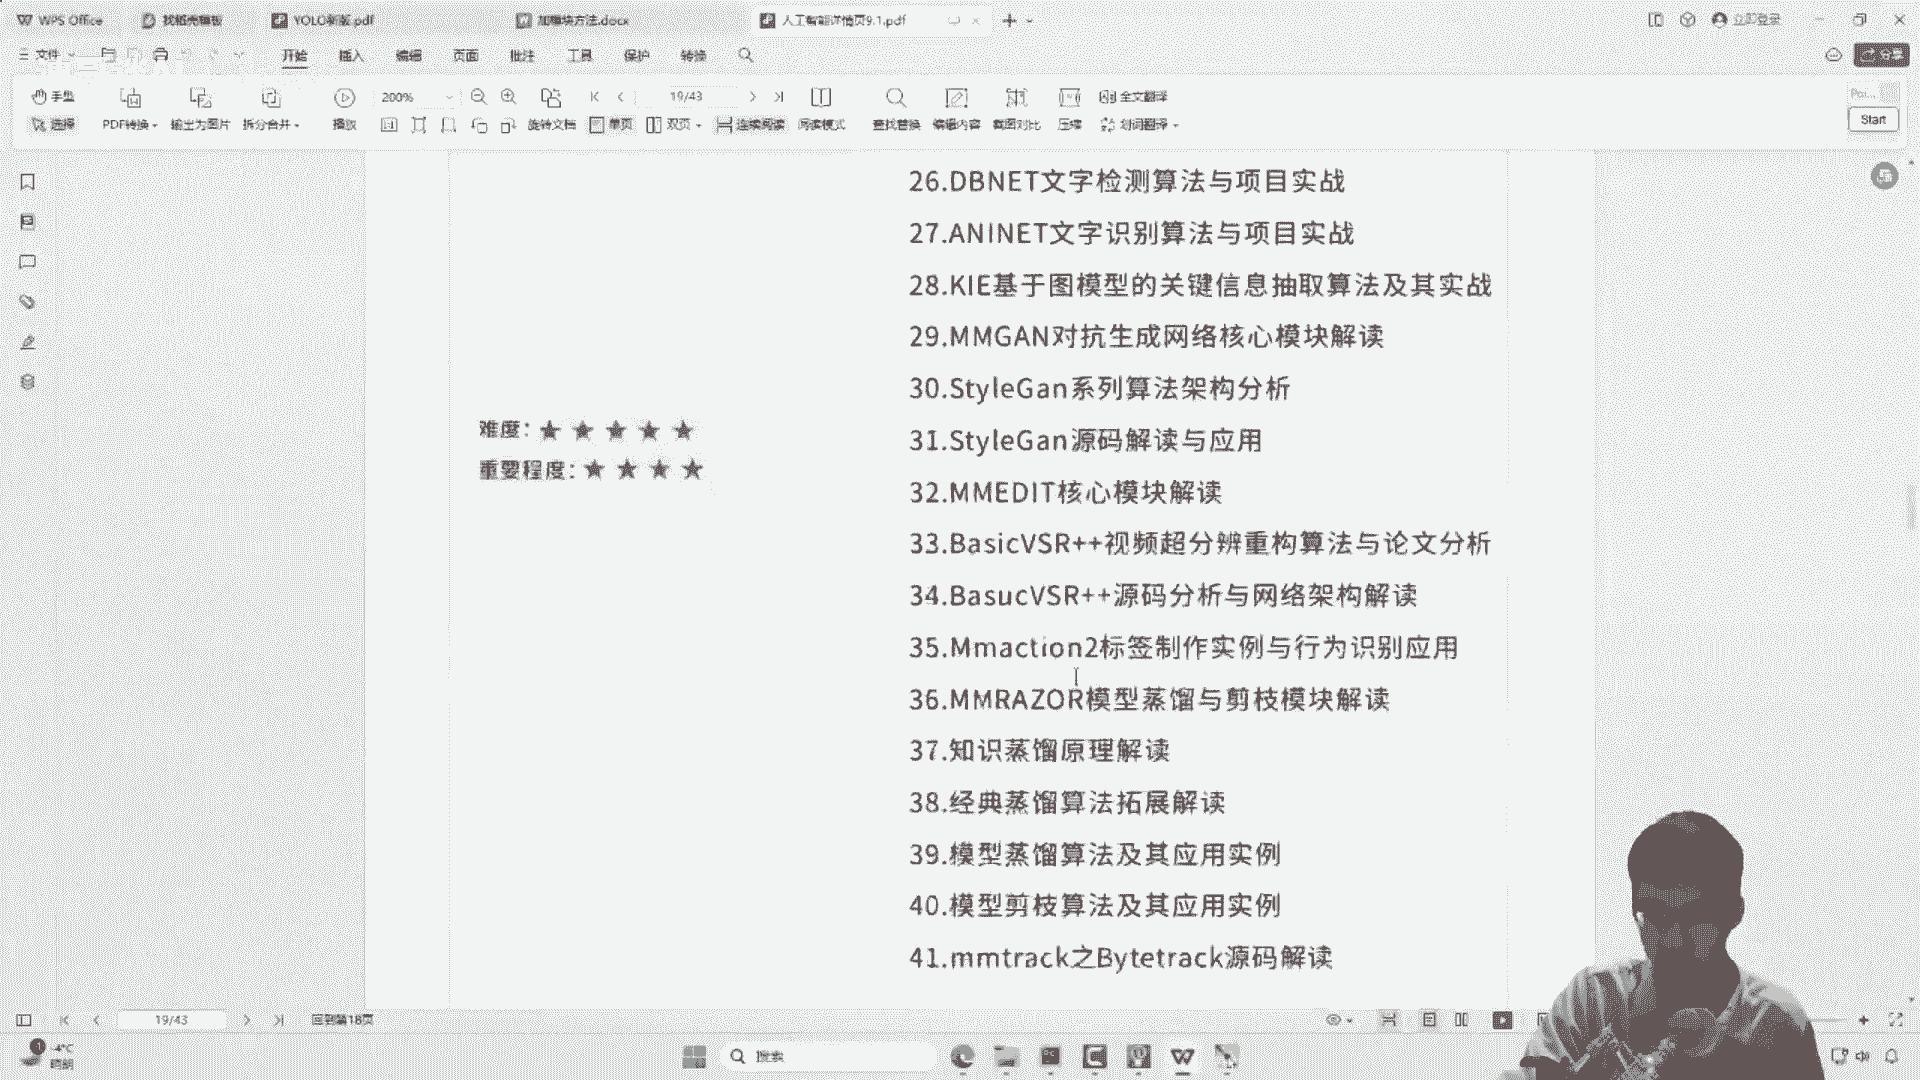 WPS Office
找稻壳模板
YOLO新版.pdf
加模块方法.docx
人工智能详情页9.1.pdf
立即登录
文件
开始
插入
编辑
页面
批注
工具
保护
转换
分享
手型
200%
19/43
全文翻译
选择
PDF转换
输出为图片
拆分合并
播放
旋转文档
单页
双页
连续阅读
阅读模式
查找替换
编辑内容
截图对比
压缩
划词翻译
Start
26.DBNET文字检测算法与项目实战
27.ANINET文字识别算法与项目实战
28.KIE基于图模型的关键信息抽取算法及其实战
29.MMGAN对抗生成网络核心模块解读
30.StyleGan系列算法架构分析
难度：★ ★ ★ ★ ★
31.StyleGan源码解读与应用
重要程度：★ ★ ★ ★
32.MMEDIT核心模块解读
33.BasicVSR++视频超分辨重构算法与论文分析
34.BasucVSR++源码分析与网络架构解读
35.Mmaction2标签制作实例与行为识别应用
36.MMRAZOR模型蒸馏与剪枝模块解读
37.知识蒸馏原理解读
38.经典蒸馏算法拓展解读
39.模型蒸馏算法及其应用实例
40.模型剪枝算法及其应用实例
41.mmtrack之Bytetrack源码解读
19/43
回到第18页
-4°C
晴朗
搜索